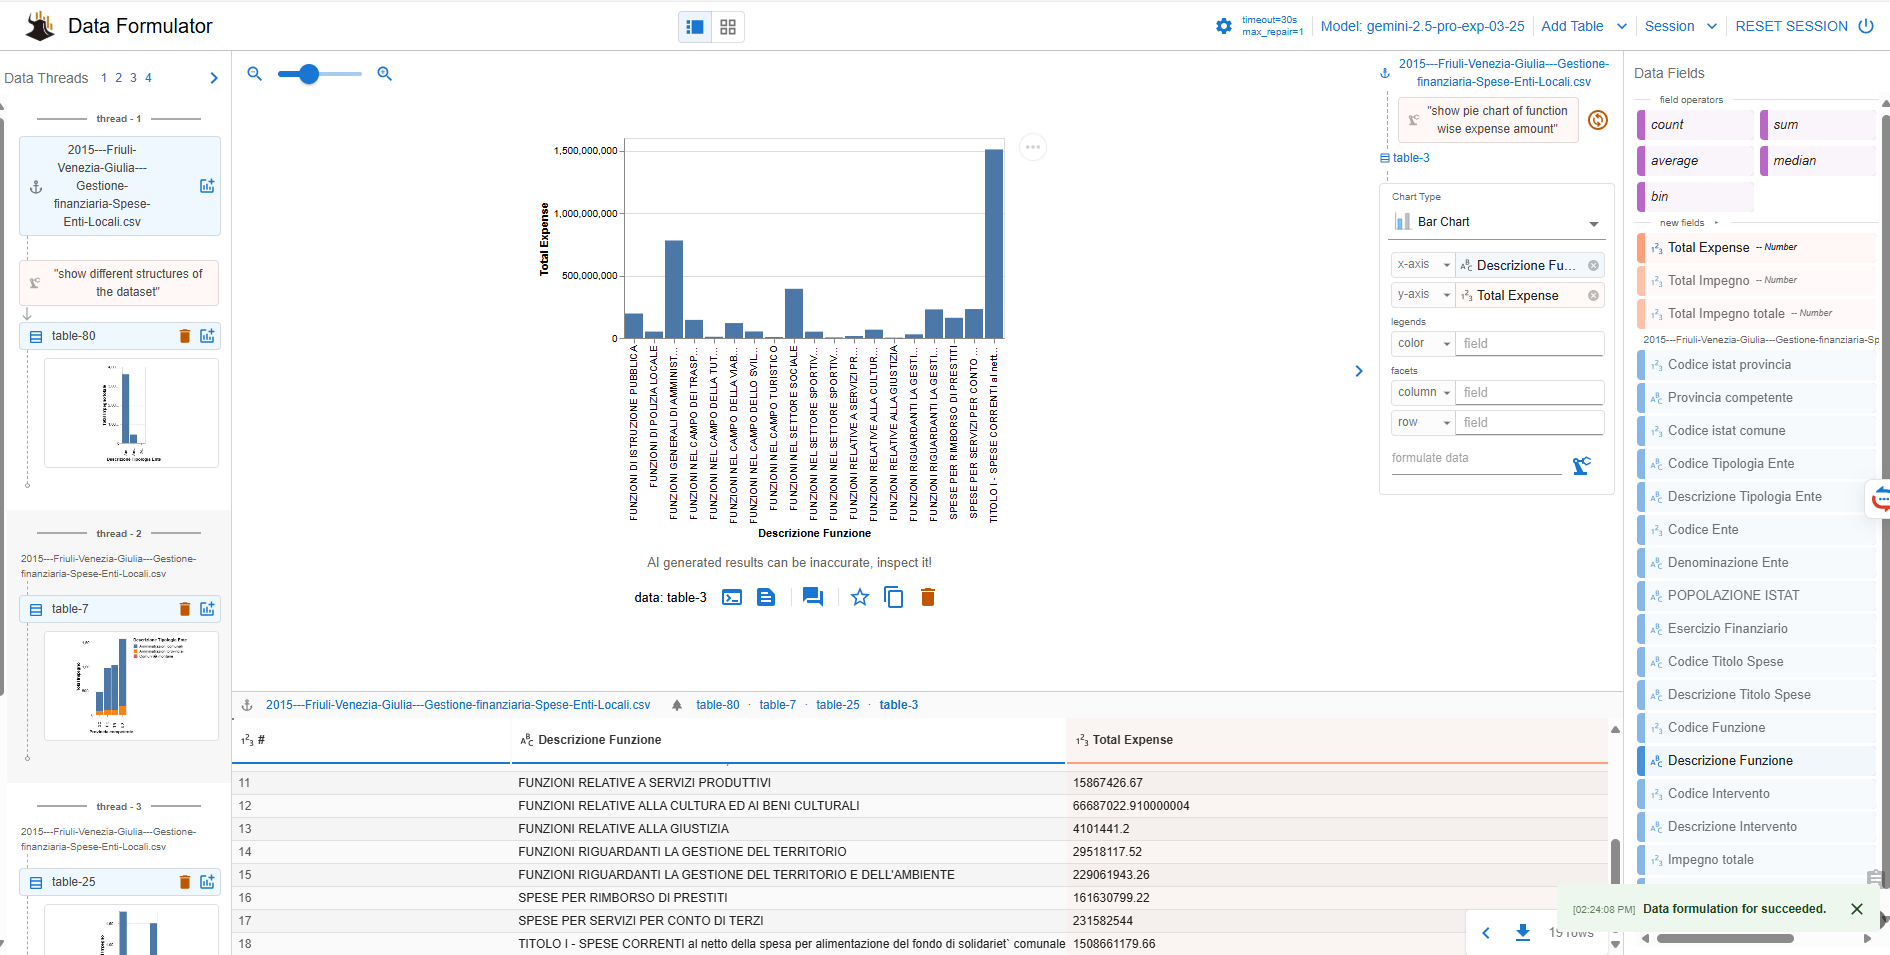 Data Formulator
timeout=30s
max_repair=1
Model: gemini-2.5-pro-exp-03-25
Add Table
Session
RESET SESSION
Data Threads 1 2 3 4
thread - 1
2015---Friuli-
Venezia-Giulia---
Gestione-
finanziaria-Spese-
Enti-Locali.csv
"show different structures of
the dataset"
table-80
Descrizione Tipologia Ente
thread - 2
2015---Friuli-Venezia-Giulia---Gestione-
finanziaria-Spese-Enti-Locali.csv
table-7
Descrizione Tipologia Ente
Provincia competente
thread - 3
2015---Friuli-Venezia-Giulia---Gestione-
finanziaria-Spese-Enti-Locali.csv
table-25
1,500,000,000
1,000,000,000
500,000,000
0
Total Expense
FUNZIONI DI ISTRUZIONE PUBBLICA
FUNZIONI DI POLIZIA LOCALE
FUNZIONI GENERALI DI AMMINIST...
FUNZIONI NEL CAMPO DEI TRASP...
FUNZIONI NEL CAMPO DELLA TUT...
FUNZIONI NEL CAMPO DELLA VIAB...
FUNZIONI NEL CAMPO DELLO SVIL...
FUNZIONI NEL CAMPO TURISTICO
FUNZIONI NEL SETTORE SOCIALE
FUNZIONI NEL SETTORE SPORTIV...
FUNZIONI NEL SETTORE SPORTIV...
FUNZIONI RELATIVE A SERVIZI PR...
FUNZIONI RELATIVE ALLA CULTUR...
FUNZIONI RELATIVE ALLA GIUSTIZIA
FUNZIONI RIGUARDANTI LA GESTI...
FUNZIONI RIGUARDANTI LA GESTI...
SPESE PER RIMBORSO DI PRESTITI
SPESE PER SERVIZI PER CONTO ...
TITOLO I - SPESE CORRENTI al nett...
Descrizione Funzione
AI generated results can be inaccurate, inspect it!
data: table-3
2015---Friuli-Venezia-Giulia---Gestione-
finanziaria-Spese-Enti-Locali.csv
"show pie chart of function
wise expense amount"
table-3
Chart Type
Bar Chart
x-axis Descrizione Fu...
y-axis Total Expense
legends
color field
facets
column field
row field
formulate data
2015---Friuli-Venezia-Giulia---Gestione-finanziaria-Spese-Enti-Locali.csv table-80 · table-7 · table-25 · table-3
# Descrizione Funzione Total Expense
11 FUNZIONI RELATIVE A SERVIZI PRODUTTIVI 15867426.67
12 FUNZIONI RELATIVE ALLA CULTURA ED AI BENI CULTURALI 66687022.910000004
13 FUNZIONI RELATIVE ALLA GIUSTIZIA 4101441.2
14 FUNZIONI RIGUARDANTI LA GESTIONE DEL TERRITORIO 29518117.52
15 FUNZIONI RIGUARDANTI LA GESTIONE DEL TERRITORIO E DELL'AMBIENTE 229061943.26
16 SPESE PER RIMBORSO DI PRESTITI 161630799.22
17 SPESE PER SERVIZI PER CONTO DI TERZI 231582544
18 TITOLO I - SPESE CORRENTI al netto della spesa per alimentazione del fondo di solidariet` comunale 1508661179.66
19 rows
Data Fields
field operators
count sum
average median
bin
new fields
Total Expense -- Number
Total Impegno -- Number
Total Impegno totale -- Number
2015---Friuli-Venezia-Giulia---Gestione-finanziaria-Sp
Codice istat provincia
Provincia competente
Codice istat comune
Codice Tipologia Ente
Descrizione Tipologia Ente
Codice Ente
Denominazione Ente
POPOLAZIONE ISTAT
Esercizio Finanziario
Codice Titolo Spese
Descrizione Titolo Spese
Codice Funzione
Descrizione Funzione
Codice Intervento
Descrizione Intervento
Impegno totale
[02:24:08 PM] Data formulation for succeeded.